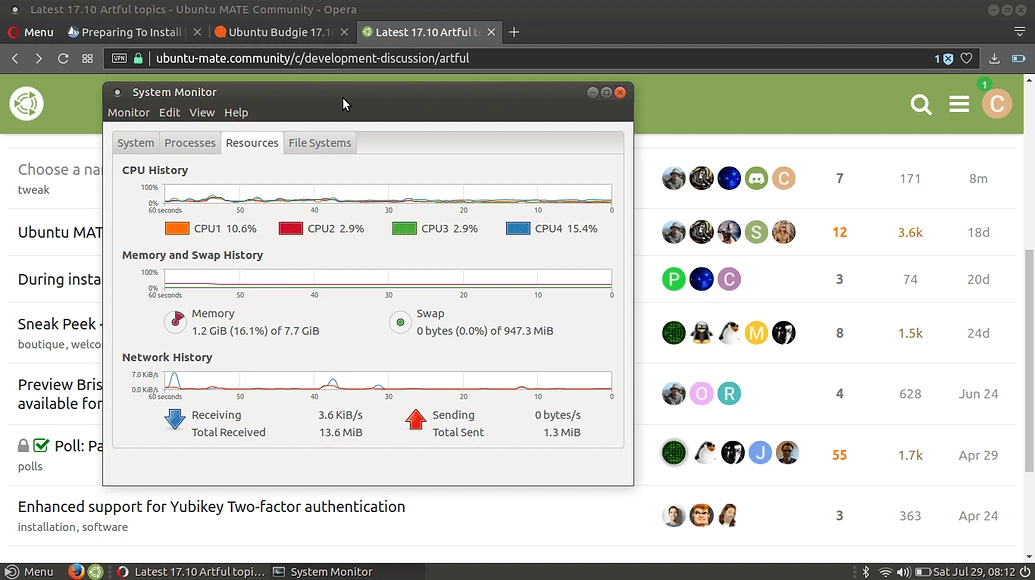 Latest 17.10 Artful topics - Ubuntu MATE Community - Opera
Menu Preparing To Install Ubuntu Budgie 17.1 Latest 17.10 Artful t
VPN ubuntu-mate.community/c/development-discussion/artful 1
1
C
System Monitor
Monitor Edit View Help
System Processes Resources File Systems
CPU History
100%
0%
60 seconds 50 40 30 20 10 0
CPU1 10.6% CPU2 2.9% CPU3 2.9% CPU4 15.4%
Memory and Swap History
100%
0%
60 seconds 50 40 30 20 10 0
Memory
1.2 GiB (16.1%) of 7.7 GiB
Swap
0 bytes (0.0%) of 947.3 MiB
Network History
7.0 KiB/s
0.0 KiB/s
60 seconds 50 40 30 20 10 0
Receiving 3.6 KiB/s Sending 0 bytes/s
Total Received 13.6 MiB Total Sent 1.3 MiB
Choose a na C 7 171 8m
tweak
Ubuntu MAT S 12 3.6k 18d
During insta P C 3 74 20d
Sneak Peek - M 8 1.5k 24d
boutique, welco
Preview Bris O R 4 628 Jun 24
available for
Poll: Pa J 55 1.7k Apr 29
polls
Enhanced support for Yubikey Two-factor authentication 3 363 Apr 24
installation, software
Menu Latest 17.10 Artful topi... System Monitor Sat Jul 29, 08:12